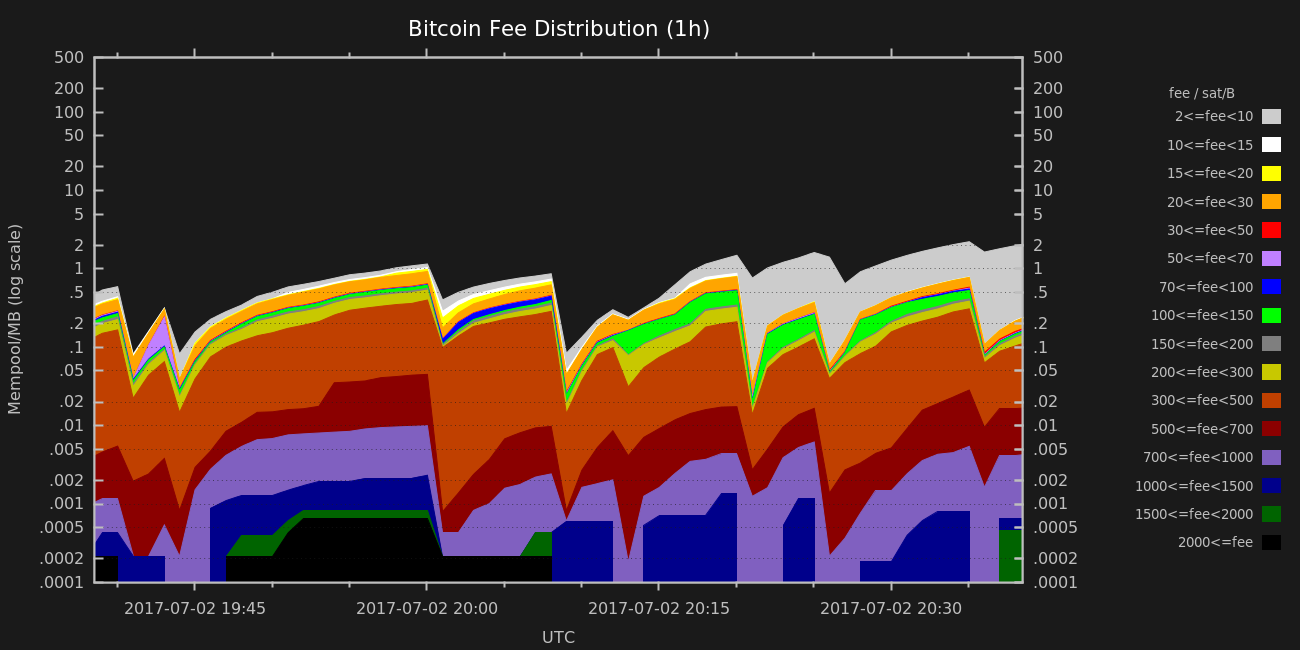 Bitcoin Fee Distribution (1h)
Mempool/MB (log scale)
500
200
100
50
20
10
5
2
1
.5
.2
.1
.05
.02
.01
.005
.002
.001
.0005
.0002
.0001
500
200
100
50
20
10
5
2
1
.5
.2
.1
.05
.02
.01
.005
.002
.001
.0005
.0002
.0001
2017-07-02 19:45
2017-07-02 20:00
2017-07-02 20:15
2017-07-02 20:30
UTC
fee / sat/B
2<=fee<10
10<=fee<15
15<=fee<20
20<=fee<30
30<=fee<50
50<=fee<70
70<=fee<100
100<=fee<150
150<=fee<200
200<=fee<300
300<=fee<500
500<=fee<700
700<=fee<1000
1000<=fee<1500
1500<=fee<2000
2000<=fee